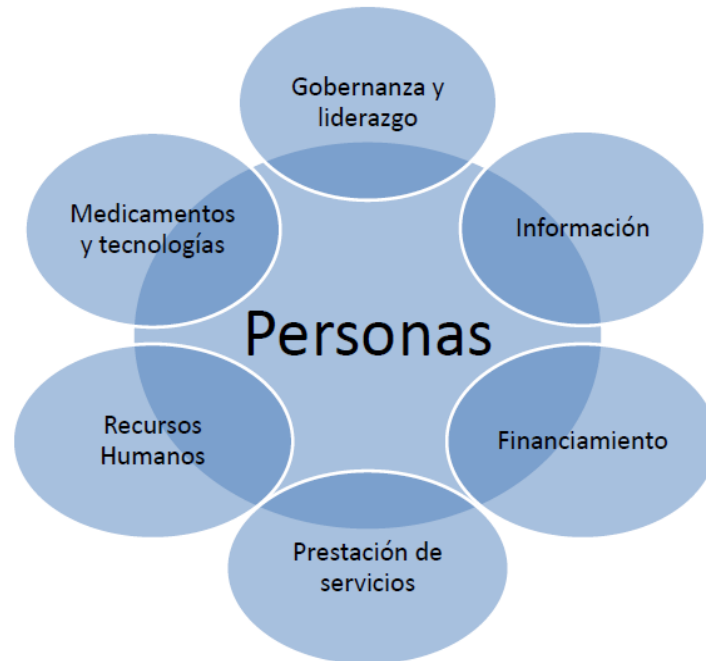 Gobernanza y
liderazgo
Medicamentos
y tecnologías
Información
Personas
Recursos
Humanos
Financiamiento
Prestación de
servicios